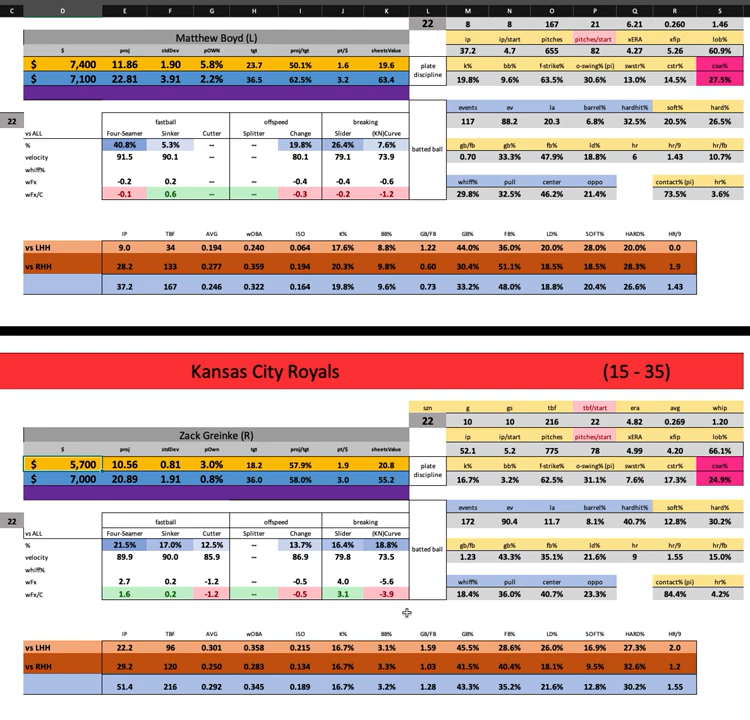 C D E F G H I J K L M N O P Q R S
22 8 8 167 21 6.21 0.260 1.46
Matthew Boyd (L)
ip ip/start pitches pitches/start xERA xfip lob%
$ proj stdDev pOWN tgt proj/tgt pt/$ sheetsValue
37.2 4.7 655 82 4.27 5.26 60.9%
$ 7,400 11.86 1.90 5.8% 23.7 50.1% 1.6 19.6
plate discipline
k% bb% f-strike% o-swing% (pi) swstr% cstr% csw%
$ 7,100 22.81 3.91 2.2% 36.5 62.5% 3.2 63.4
19.8% 9.6% 63.5% 30.6% 13.0% 14.5% 27.5%
events ev la barrel% hardhit% soft% hard%
22 fastball offspeed breaking
117 88.2 20.3 6.8% 32.5% 20.5% 26.5%
vs ALL Four-Seamer Sinker Cutter Splitter Change Slider (KN)Curve
% 40.8% 5.3% -- -- 19.8% 26.4% 7.6%
batted ball
gb/fb gb% fb% ld% hr hr/9 hr/fb
velocity 91.5 90.1 -- -- 80.1 79.1 73.9
0.70 33.3% 47.9% 18.8% 6 1.43 10.7%
whiff%
wFx -0.2 0.2 -- -- -0.4 -0.4 -0.6
whiff% pull center oppo contact% (pi) hr%
wFx/C -0.1 0.6 -- -- -0.3 -0.2 -1.2
29.8% 32.5% 46.2% 21.4% 73.5% 3.6%
IP TBF AVG wOBA ISO K% BB% GB/FB GB% FB% LD% SOFT% HARD% HR/9
vs LHH 9.0 34 0.194 0.240 0.064 17.6% 8.8% 1.22 44.0% 36.0% 20.0% 28.0% 20.0% 0.0
vs RHH 28.2 133 0.277 0.359 0.194 20.3% 9.8% 0.60 30.4% 51.1% 18.5% 18.5% 28.3% 1.9
37.2 167 0.246 0.322 0.164 19.8% 9.6% 0.73 33.2% 48.0% 18.8% 20.4% 26.6% 1.43
Kansas City Royals (15 - 35)
szn g gs tbf tbf/start era avg whip
22 10 10 216 22 4.82 0.269 1.20
Zack Greinke (R)
ip ip/start pitches pitches/start xERA xfip lob%
$ proj stdDev pOwn tgt proj/tgt pt/$ sheetsValue
52.1 5.2 775 78 4.99 4.20 66.1%
$ 5,700 10.56 0.81 3.0% 18.2 57.9% 1.9 20.8
plate discipline
k% bb% f-strike% o-swing% (pi) swstr% cstr% csw%
$ 7,000 20.89 1.91 0.8% 36.0 58.0% 3.0 55.2
16.7% 3.2% 62.5% 31.1% 7.6% 17.3% 24.9%
events ev la barrel% hardhit% soft% hard%
22 fastball offspeed breaking
172 90.4 11.7 8.1% 40.7% 12.8% 30.2%
vs ALL Four-Seamer Sinker Cutter Splitter Change Slider (KN)Curve
% 21.5% 17.0% 12.5% -- 13.7% 16.4% 18.8%
batted ball
gb/fb gb% fb% ld% hr hr/9 hr/fb
velocity 89.9 90.0 85.9 -- 86.9 79.8 73.5
1.23 43.3% 35.1% 21.6% 9 1.55 15.0%
whiff%
wFx 2.7 0.2 -1.2 -- -0.5 4.0 -5.6
whiff% pull center oppo contact% (pi) hr%
wFx/C 1.6 0.2 -1.2 -- -0.5 3.1 -3.9
18.4% 36.0% 40.7% 23.3% 84.4% 4.2%
IP TBF AVG wOBA ISO K% BB% GB/FB GB% FB% LD% SOFT% HARD% HR/9
vs LHH 22.2 96 0.301 0.358 0.215 16.7% 3.1% 1.59 45.5% 28.6% 26.0% 16.9% 27.3% 2.0
vs RHH 29.2 120 0.250 0.283 0.134 16.7% 3.3% 1.03 41.5% 40.4% 18.1% 9.5% 32.6% 1.2
51.4 216 0.292 0.345 0.189 16.7% 3.2% 1.28 43.3% 35.2% 21.6% 12.8% 30.2% 1.55